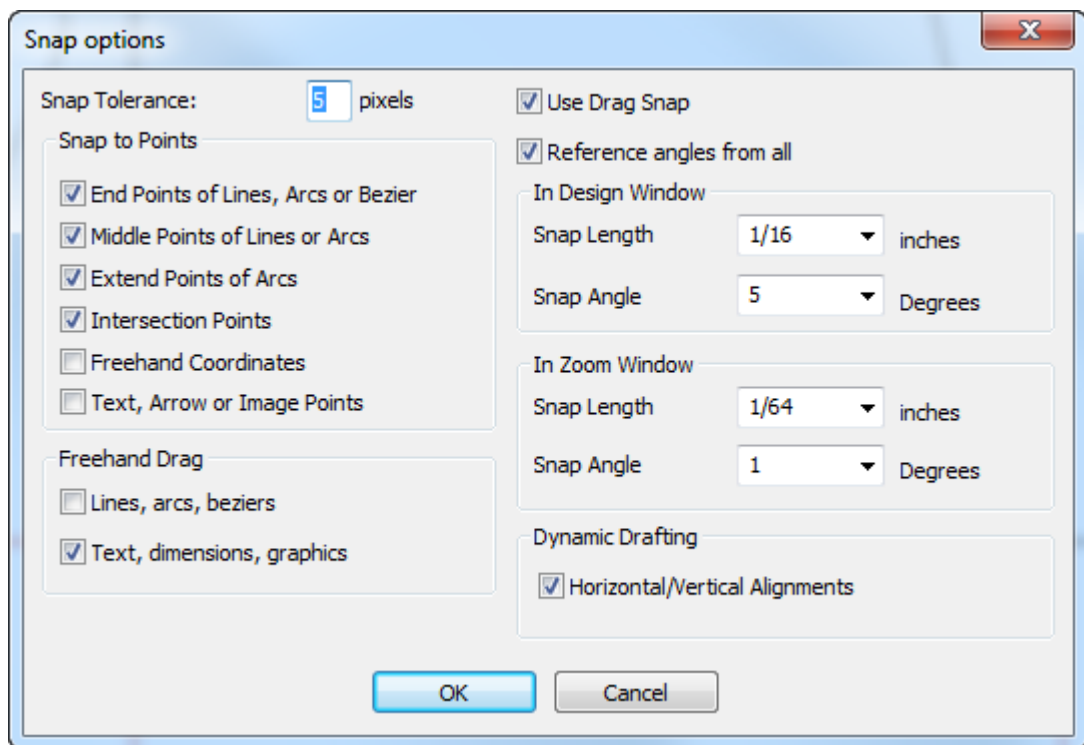 Snap options
Snap Tolerance: 5 pixels
Snap to Points
End Points of Lines, Arcs or Bezier
Middle Points of Lines or Arcs
Extend Points of Arcs
Intersection Points
Freehand Coordinates
Text, Arrow or Image Points
Freehand Drag
Lines, arcs, beziers
Text, dimensions, graphics
Use Drag Snap
Reference angles from all
In Design Window
Snap Length 1/16 inches
Snap Angle 5 Degrees
In Zoom Window
Snap Length 1/64 inches
Snap Angle 1 Degrees
Dynamic Drafting
Horizontal/Vertical Alignments
OK Cancel